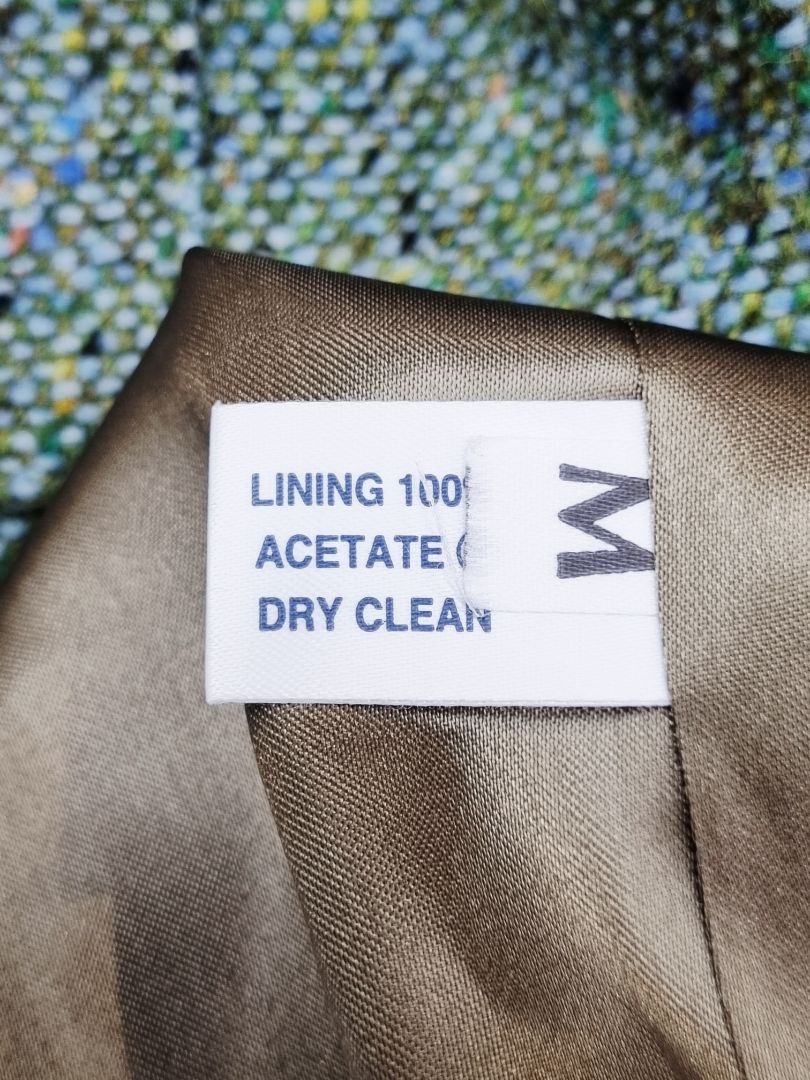 LINING 100%
ACETATE
DRY CLEAN
M